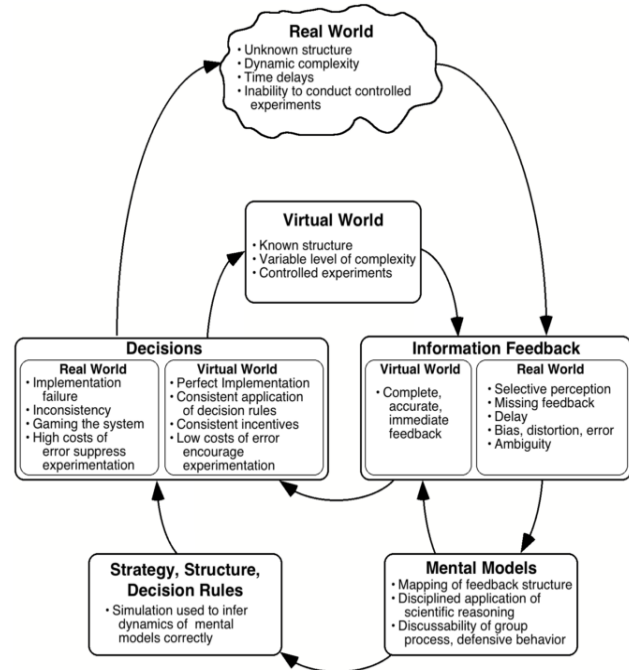 Real World
• Unknown structure
• Dynamic complexity
• Time delays
• Inability to conduct controlled
experiments
Virtual World
• Known structure
• Variable level of complexity
• Controlled experiments
Decisions
Real World
• Implementation
failure
• Inconsistency
• Gaming the system
• High costs of
error suppress
experimentation
Virtual World
• Perfect Implementation
• Consistent application
of decision rules
• Consistent incentives
• Low costs of error
encourage
experimentation
Information Feedback
Virtual World
• Complete,
accurate,
immediate
feedback
Real World
• Selective perception
• Missing feedback
• Delay
• Bias, distortion, error
• Ambiguity
Strategy, Structure,
Decision Rules
• Simulation used to infer
dynamics of mental
models correctly
Mental Models
• Mapping of feedback structure
• Disciplined application of
scientific reasoning
• Discussability of group
process, defensive behavior